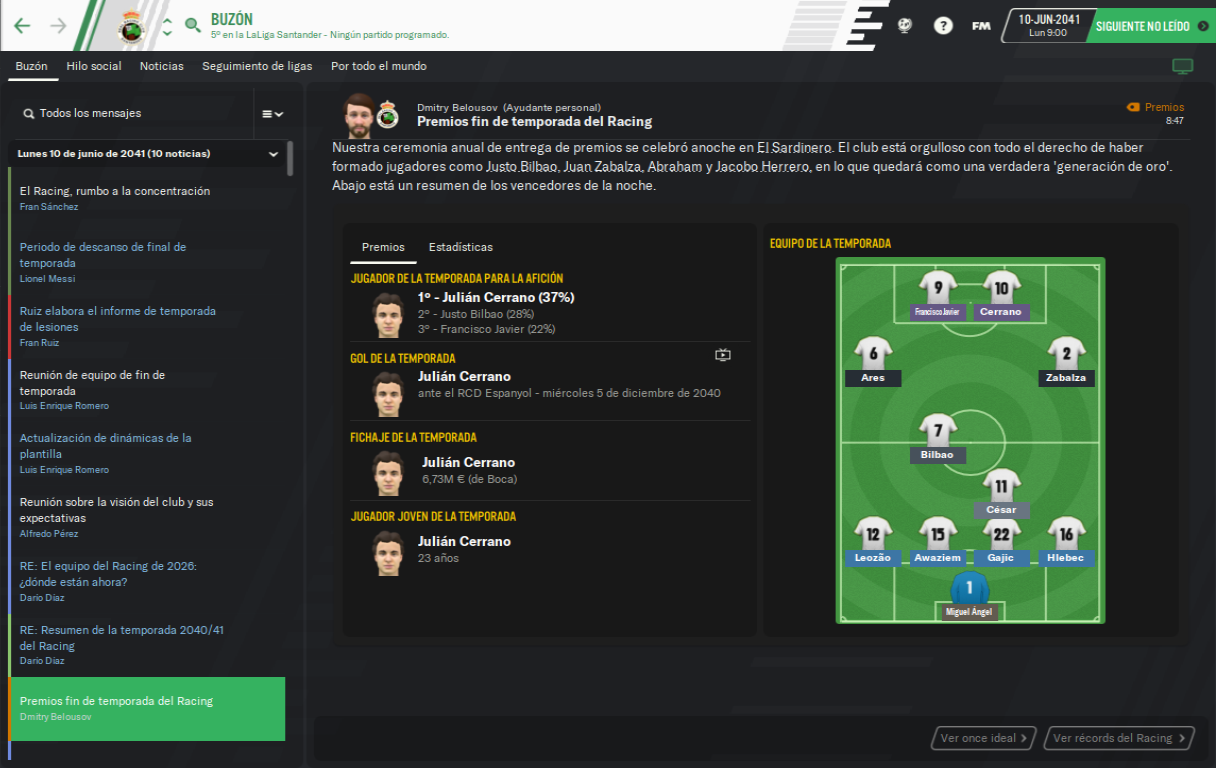 BUZÓN
5º en la LaLiga Santander - Ningún partido programado.
?
FM
10-JUN-2041
Lun 9:00
SIGUIENTE NO LEÍDO
Buzón
Hilo social
Noticias
Seguimiento de ligas
Por todo el mundo
Todos los mensajes
Lunes 10 de junio de 2041 (10 noticias)
El Racing, rumbo a la concentración
Fran Sánchez
Periodo de descanso de final de
temporada
Lionel Messi
Ruiz elabora el informe de temporada
de lesiones
Fran Ruiz
Reunión de equipo de fin de
temporada
Luis Enrique Romero
Actualización de dinámicas de la
plantilla
Luis Enrique Romero
Reunión sobre la visión del club y sus
expectativas
Alfredo Pérez
RE: El equipo del Racing de 2026:
¿dónde están ahora?
Darío Díaz
RE: Resumen de la temporada 2040/41
del Racing
Darío Díaz
Premios fin de temporada del Racing
Dmitry Belousov
Dmitry Belousov (Ayudante personal)
Premios fin de temporada del Racing
Premios
8:47
Nuestra ceremonia anual de entrega de premios se celebró anoche en El Sardinero. El club está orgulloso con todo el derecho de haber
formado jugadores como Justo Bilbao, Juan Zabalza, Abraham y Jacobo Herrero, en lo que quedará como una verdadera 'generación de oro'.
Abajo está un resumen de los vencedores de la noche.
Premios
Estadísticas
JUGADOR DE LA TEMPORADA PARA LA AFICIÓN
1º - Julián Cerrano (37%)
2º - Justo Bilbao (28%)
3º - Francisco Javier (22%)
GOL DE LA TEMPORADA
Julián Cerrano
ante el RCD Espanyol - miércoles 5 de diciembre de 2040
FICHAJE DE LA TEMPORADA
Julián Cerrano
6,73M € (de Boca)
JUGADOR JOVEN DE LA TEMPORADA
Julián Cerrano
23 años
EQUIPO DE LA TEMPORADA
9
Francisco Javier
10
Cerrano
6
Ares
2
Zabalza
7
Bilbao
11
César
12
Leozão
15
Awaziem
22
Gajic
16
Hlebec
1
Miguel Ángel
Ver once ideal
Ver récords del Racing